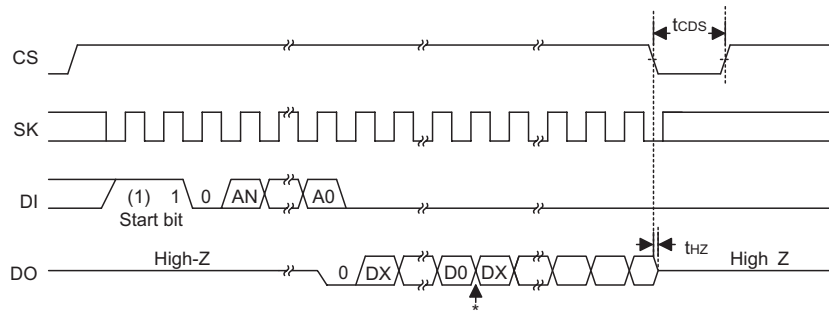 tCDS
CS
SK
DI
(1) 1 0 AN A0
Start bit
tHZ
DO
High-Z 0 DX D0 DX High Z
*